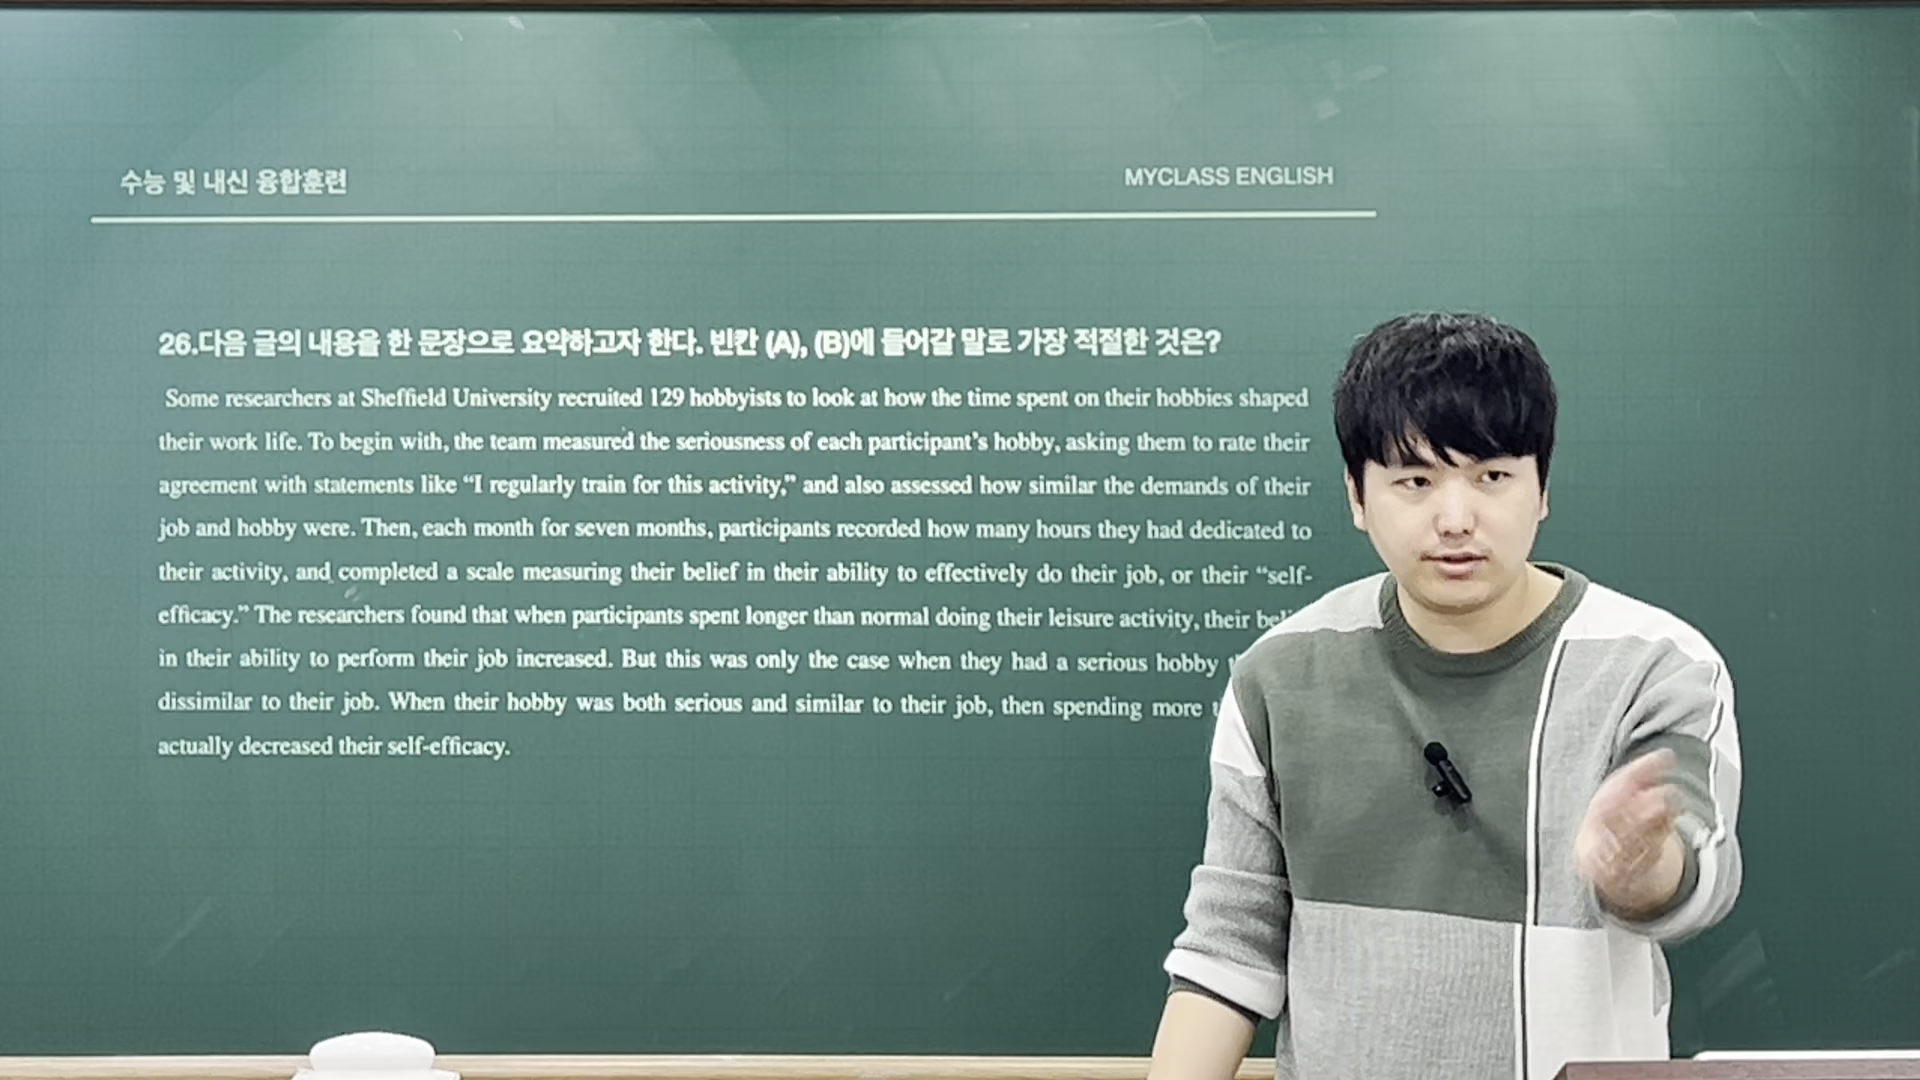 수능 및 내신 융합훈련
MYCLASS ENGLISH
26.다음 글의 내용을 한 문장으로 요약하고자 한다. 빈칸 (A), (B)에 들어갈 말로 가장 적절한 것은?
Some researchers at Sheffield University recruited 129 hobbyists to look at how the time spent on their hobbies shaped
their work life. To begin with, the team measured the seriousness of each participant’s hobby, asking them to rate their
agreement with statements like “I regularly train for this activity,” and also assessed how similar the demands of their
job and hobby were. Then, each month for seven months, participants recorded how many hours they had dedicated to
their activity, and completed a scale measuring their belief in their ability to effectively do their job, or their “self-
efficacy.” The researchers found that when participants spent longer than normal doing their leisure activity, their
in their ability to perform their job increased. But this was only the case when they had a serious hobby
dissimilar to their job. When their hobby was both serious and similar to their job, then spending more
actually decreased their self-efficacy.